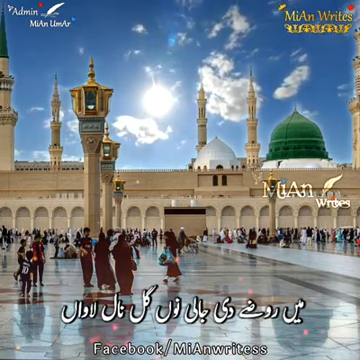 Admin
MiAn UmAr
MiAn Writes
MiAn
Writes
میں روضے دی جالی نوں گل نال لاواں
Facebook/MiAnwritess